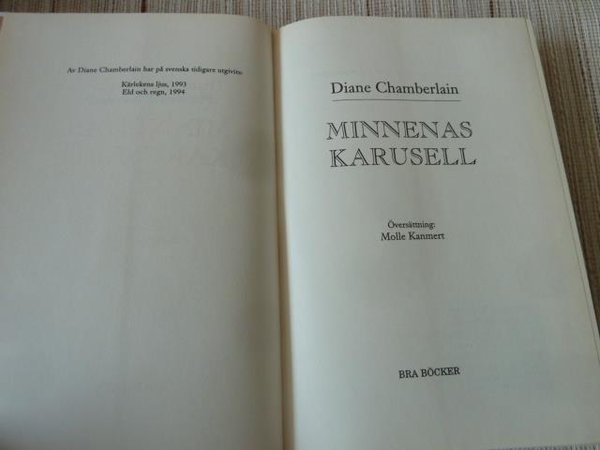 Av Diane Chamberlain har på svenska tidigare utgivits:
Kärlekens ljus, 1993
Eld och regn, 1994
Diane Chamberlain
MINNENAS
KARUSELL
Översättning:
Molle Kanmert
BRA BÖCKER